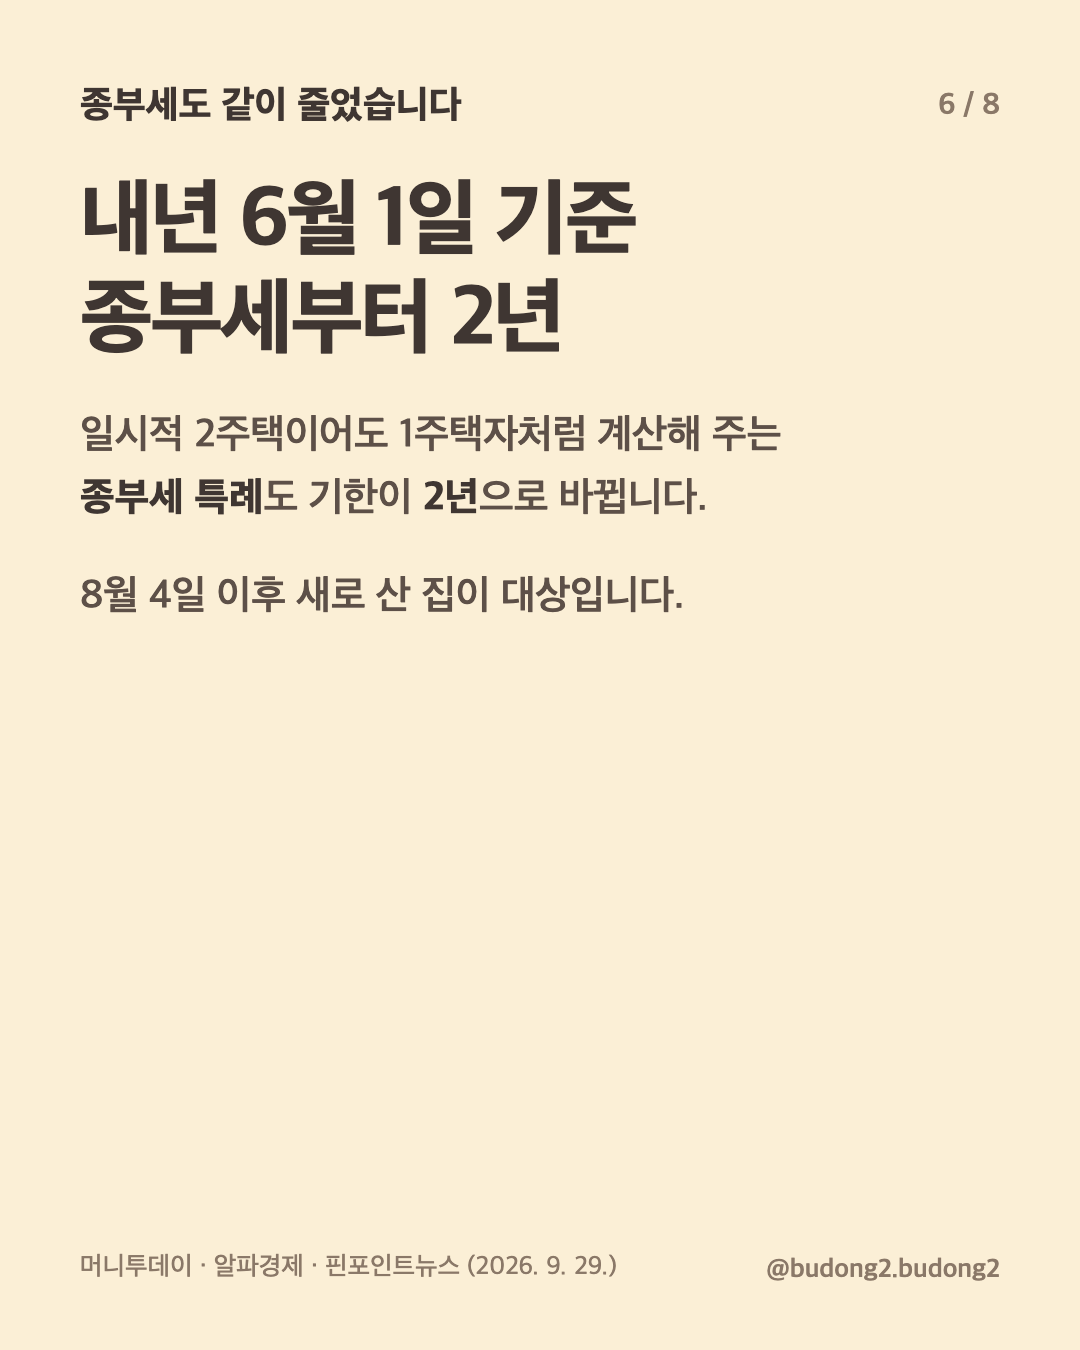 종부세도 같이 줄었습니다
6 / 8
내년 6월 1일 기준
종부세부터 2년
일시적 2주택이어도 1주택자처럼 계산해 주는
종부세 특례도 기한이 2년으로 바뀝니다.
8월 4일 이후 새로 산 집이 대상입니다.
머니투데이 · 알파경제 · 핀포인트뉴스 (2026. 9. 29.)
@budong2.budong2